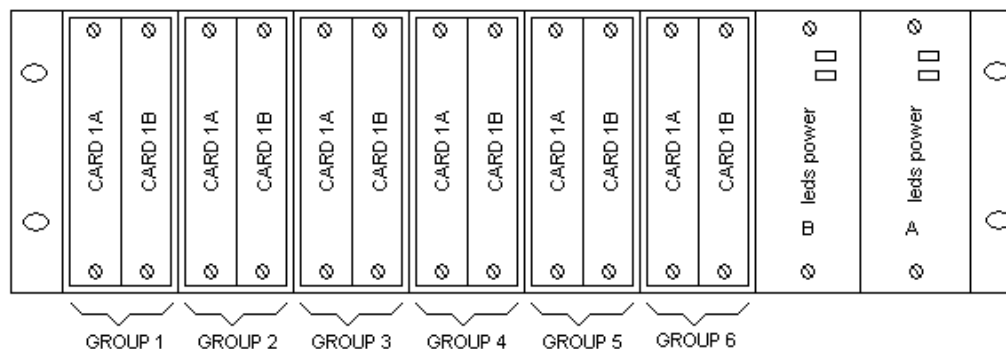 CARD 1A
CARD 1B
CARD 1A
CARD 1B
CARD 1A
CARD 1B
CARD 1A
CARD 1B
CARD 1A
CARD 1B
CARD 1A
CARD 1B
B leds power
A leds power
GROUP 1
GROUP 2
GROUP 3
GROUP 4
GROUP 5
GROUP 6